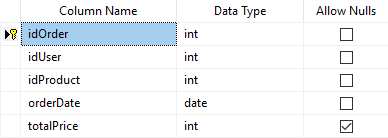 Column Name Data Type Allow Nulls
idOrder int
idUser int
idProduct int
orderDate date
totalPrice int